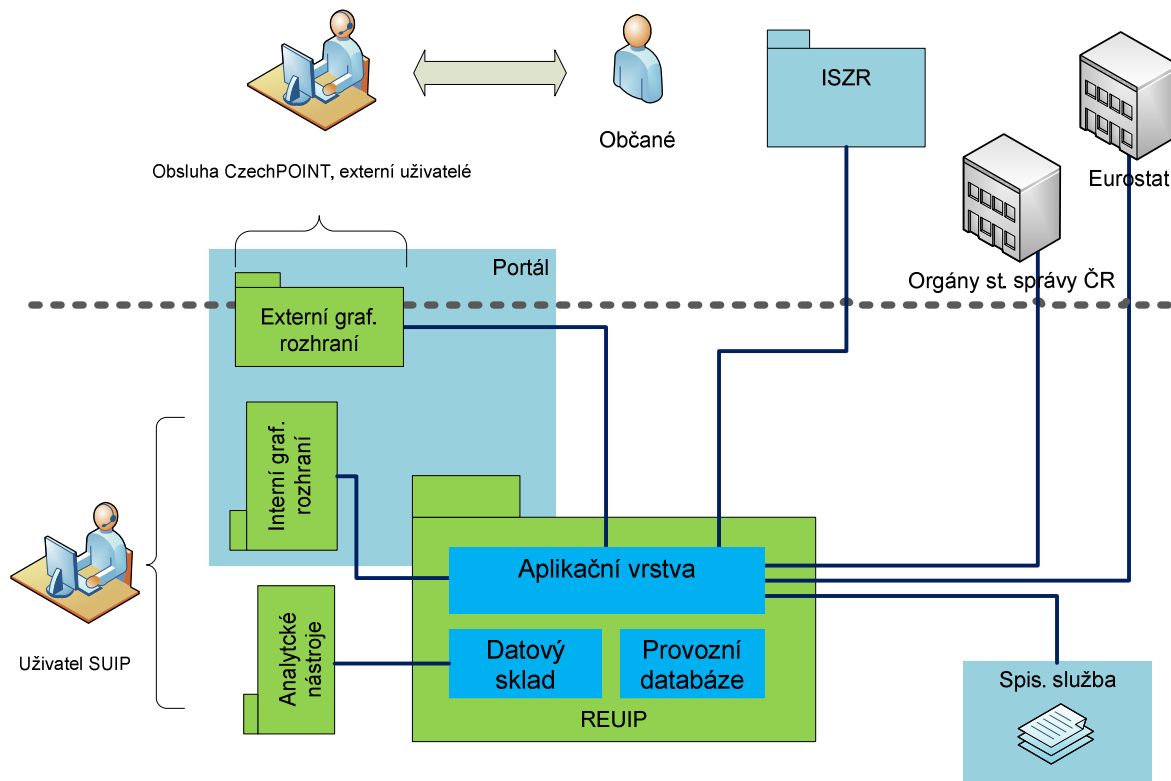 ISZR
Občané
Obsluha CzechPOINT, externí uživatelé
Eurostat
Portál
Orgány st. správy ČR
Externí graf.
rozhraní
Interní graf.
rozhraní
Aplikační vrstva
Analytcké
nástroje
Datový
sklad
Provozní
databáze
Uživatel SUIP
Spis. služba
REUIP